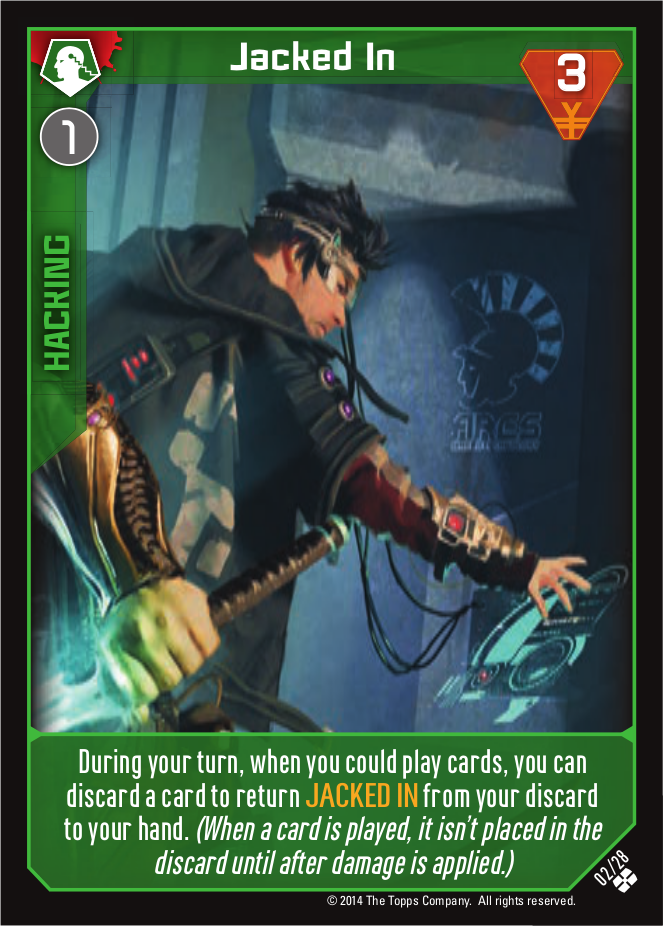 Jacked In
3
¥
1
HACKING
ARCS
During your turn, when you could play cards, you can
discard a card to return JACKED IN from your discard
to your hand. (When a card is played, it isn't placed in the
discard until after damage is applied.)
02/28
© 2014 The Topps Company. All rights reserved.